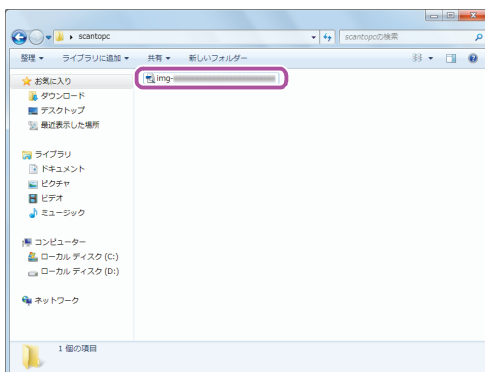 scantopc
scantopcの検索
整理 ライブラリに追加 共有 新しいフォルダー
お気に入り
ダウンロード
デスクトップ
最近表示した場所
img-
ライブラリ
ドキュメント
ピクチャ
ビデオ
ミュージック
コンピューター
ローカル ディスク (C:)
ローカル ディスク (D:)
ネットワーク
1 個の項目